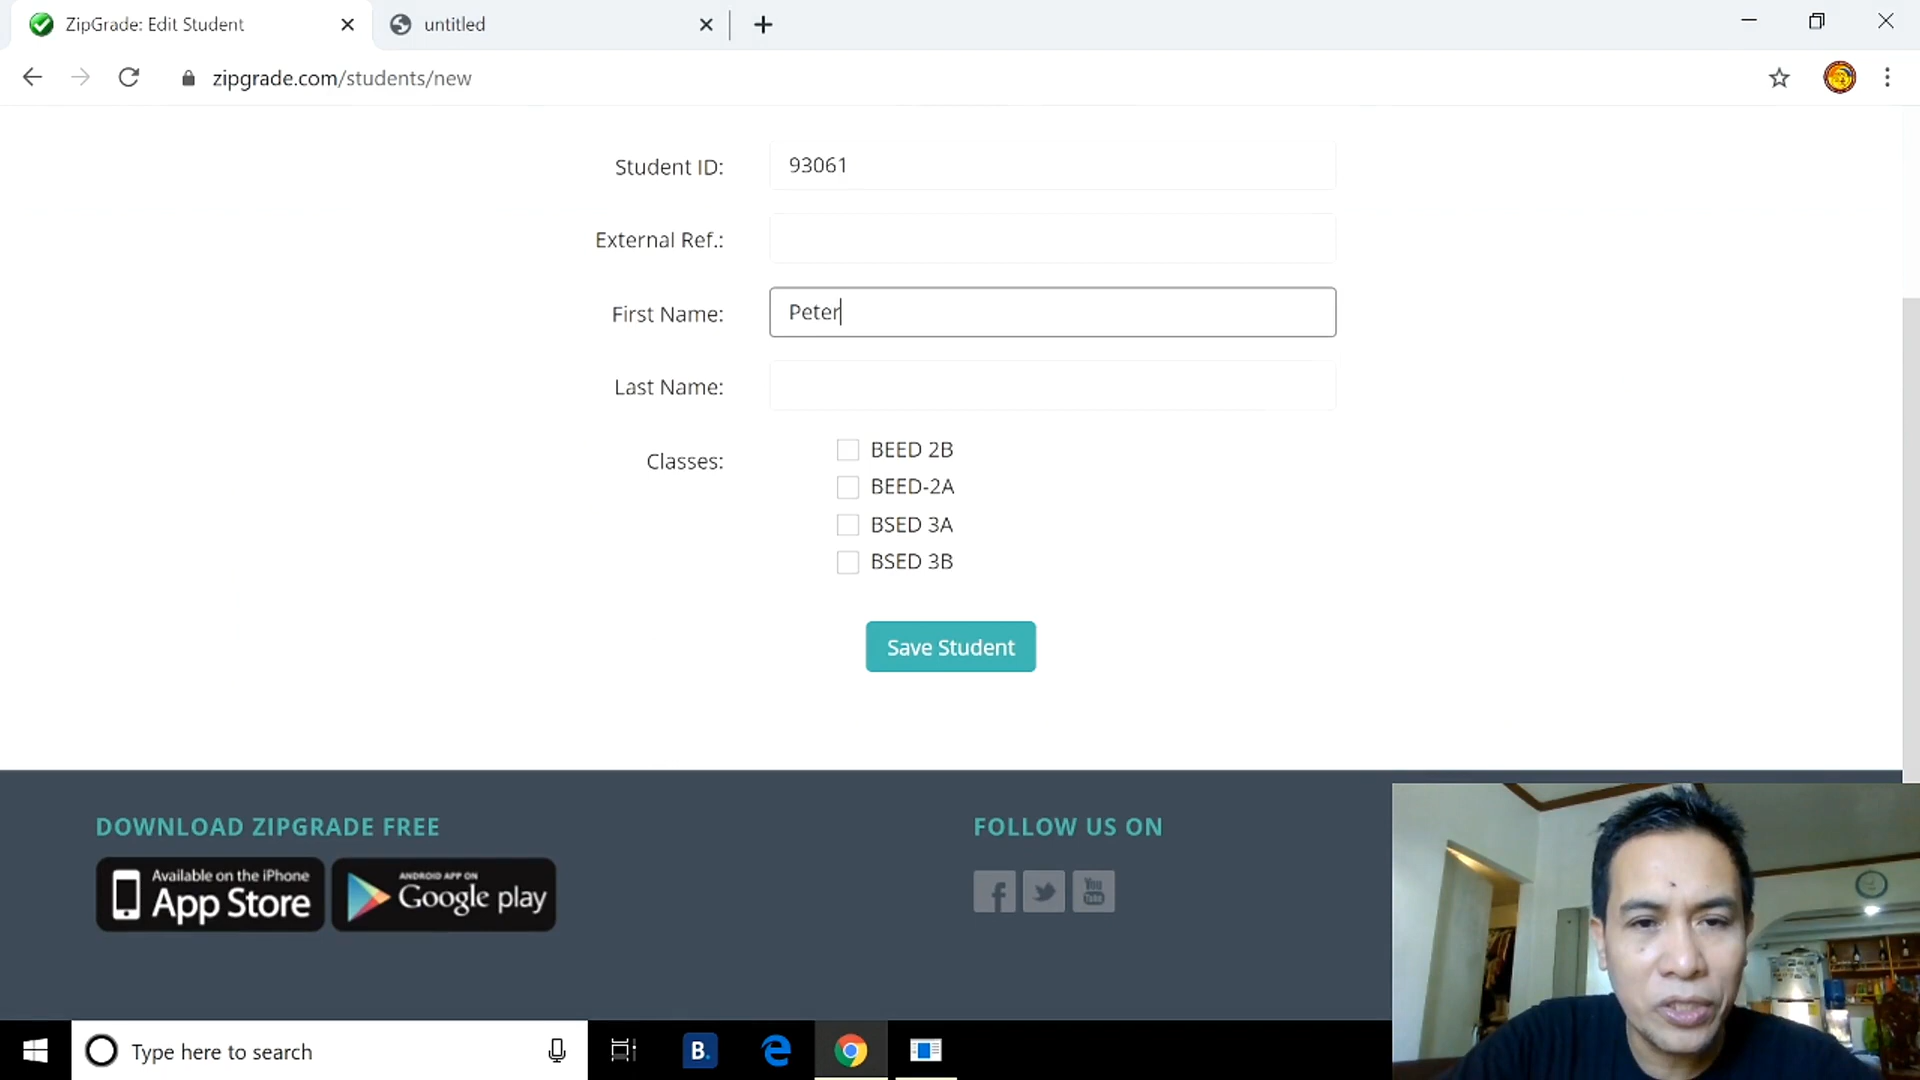 ZipGrade: Edit Student
untitled
zipgrade.com/students/new
Student ID: 93061
External Ref.:
First Name: Peter
Last Name:
Classes:
BEED 2B
BEED-2A
BSED 3A
BSED 3B
Save Student
DOWNLOAD ZIPGRADE FREE
FOLLOW US ON
Available on the iPhone
App Store
ANDROID APP ON
Google play
You
Tube
Type here to search
B.